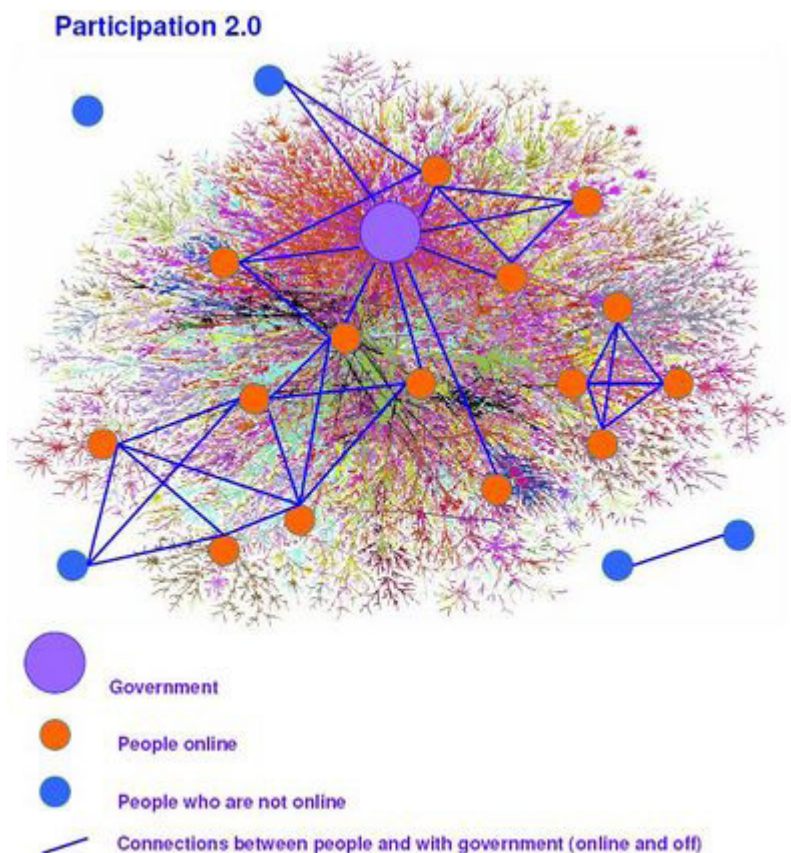 Participation 2.0
Government
People online
People who are not online
Connections between people and with government (online and off)